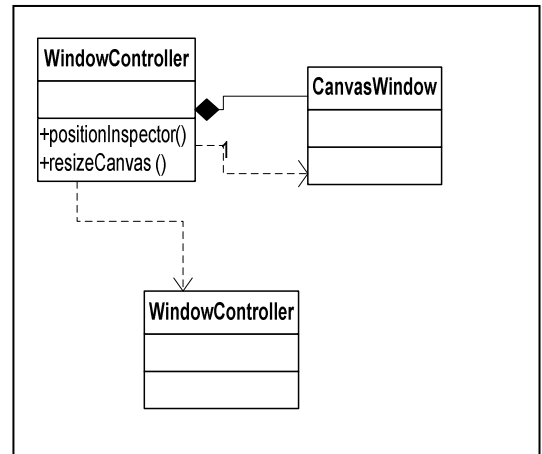 WindowController
CanvasWindow
+positionInspector()
+resizeCanvas ()
1
WindowController